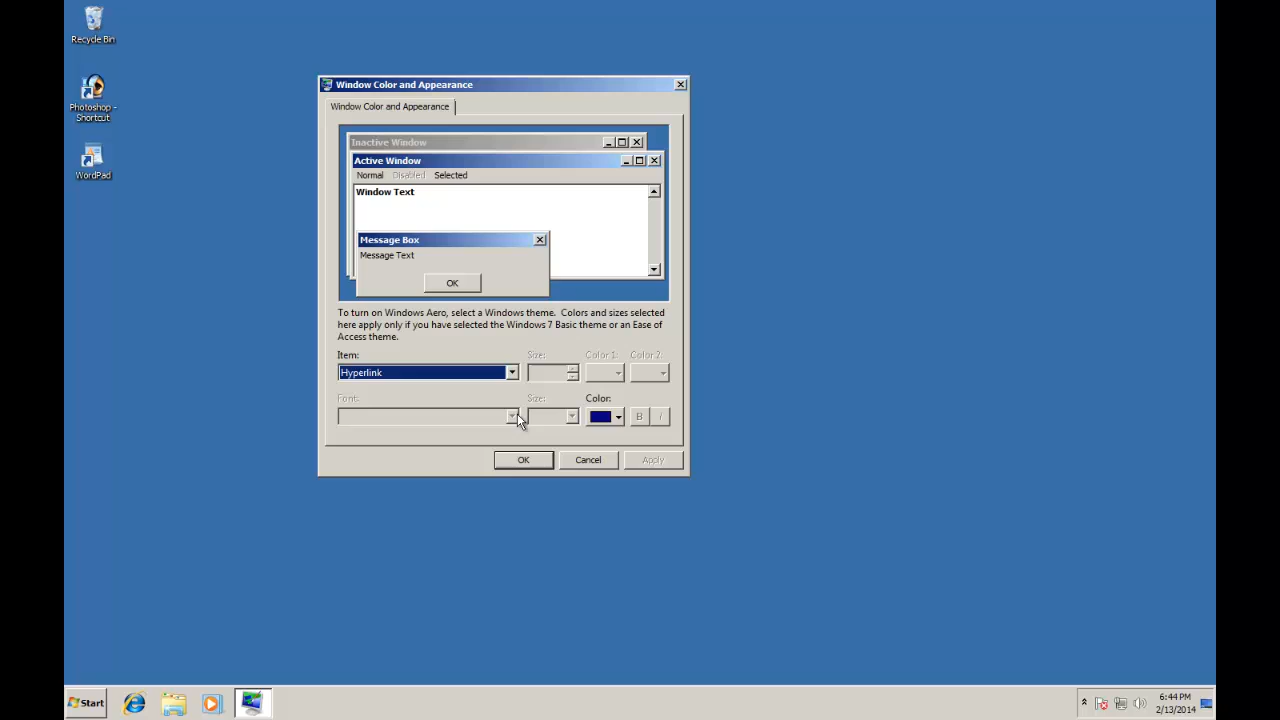 Recycle Bin
Photoshop -
Shortcut
WordPad
Window Color and Appearance
Window Color and Appearance
Inactive Window
Active Window
Normal Disabled Selected
Window Text
Message Box
Message Text
OK
To turn on Windows Aero, select a Windows theme. Colors and sizes selected
here apply only if you have selected the Windows 7 Basic theme or an Ease of
Access theme.
Item: Size: Color 1: Color 2:
Hyperlink
Font: Size: Color:
B I
OK Cancel Apply
Start
6:44 PM
2/13/2014